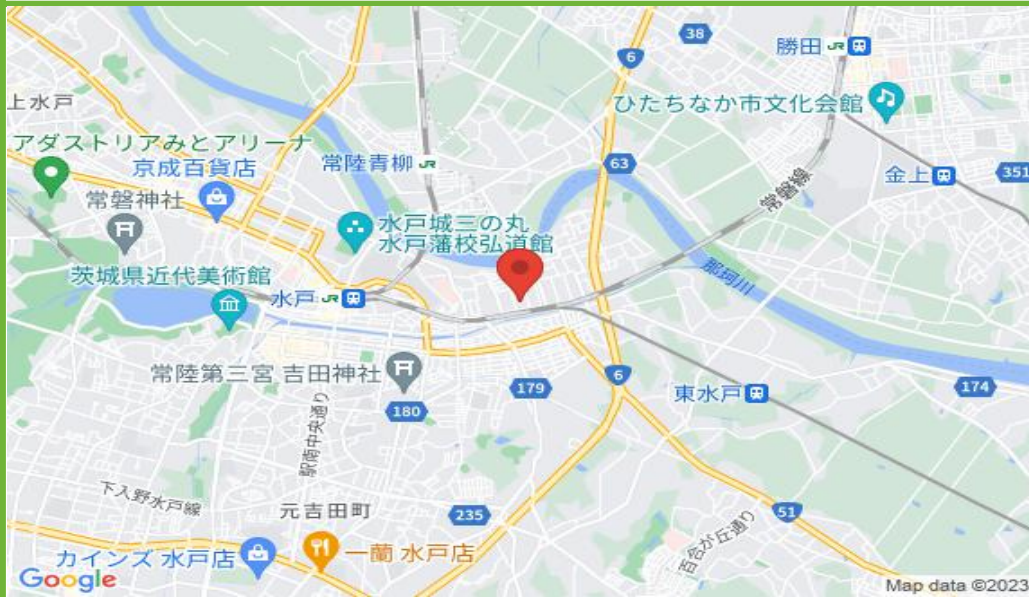 38
6
勝田 JR
ひたちなか市文化会館
上水戸
アダストリアみとアリーナ
京成百貨店
常陸青柳 JR
63
金上
351
常磐線
常磐神社
水戸城三の丸
水戸藩校弘道館
茨城県近代美術館
那珂川
水戸 JR
常陸第三宮 吉田神社
179
6
東水戸
174
180
駅南中央通り
下入野水戸線
元吉田町
235
51
百合が丘通り
カインズ 水戸店
一蘭 水戸店
Google
Map data ©2023